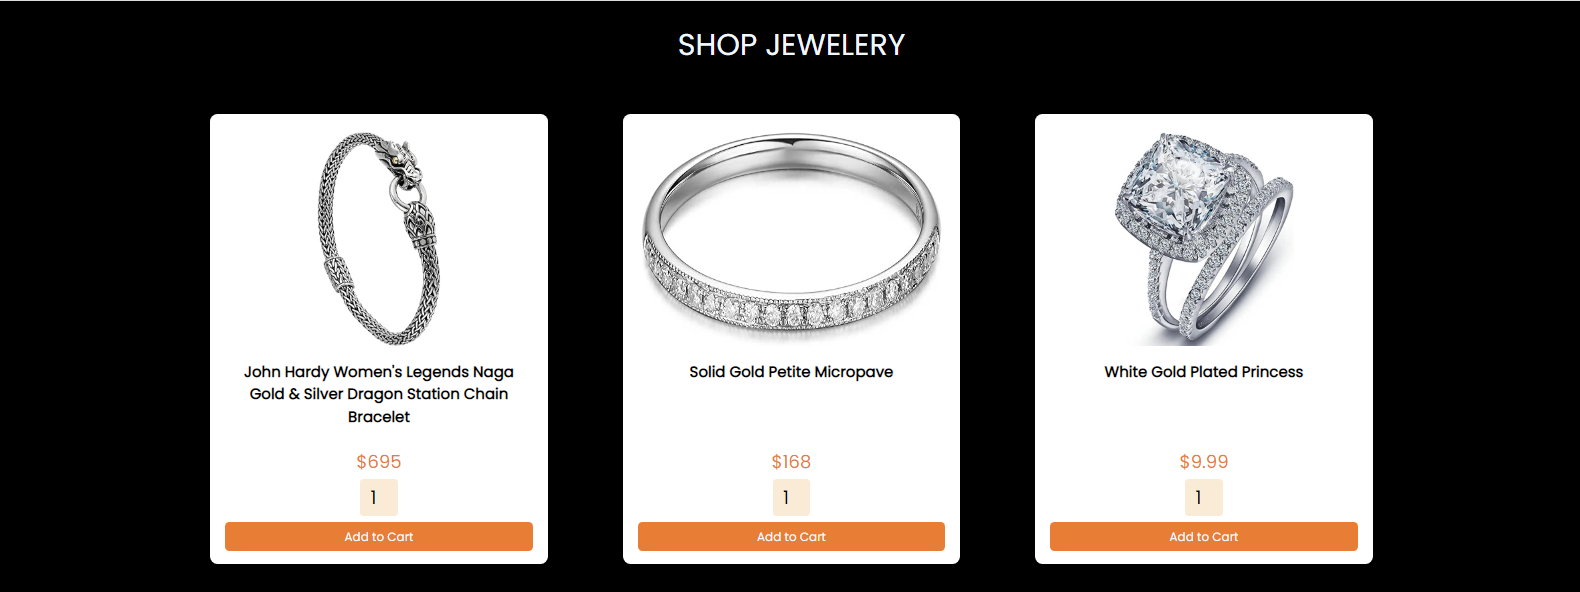 SHOP JEWELERY
John Hardy Women's Legends Naga
Gold & Silver Dragon Station Chain
Bracelet
$695
1
Add to Cart
Solid Gold Petite Micropave
$168
1
Add to Cart
White Gold Plated Princess
$9.99
1
Add to Cart